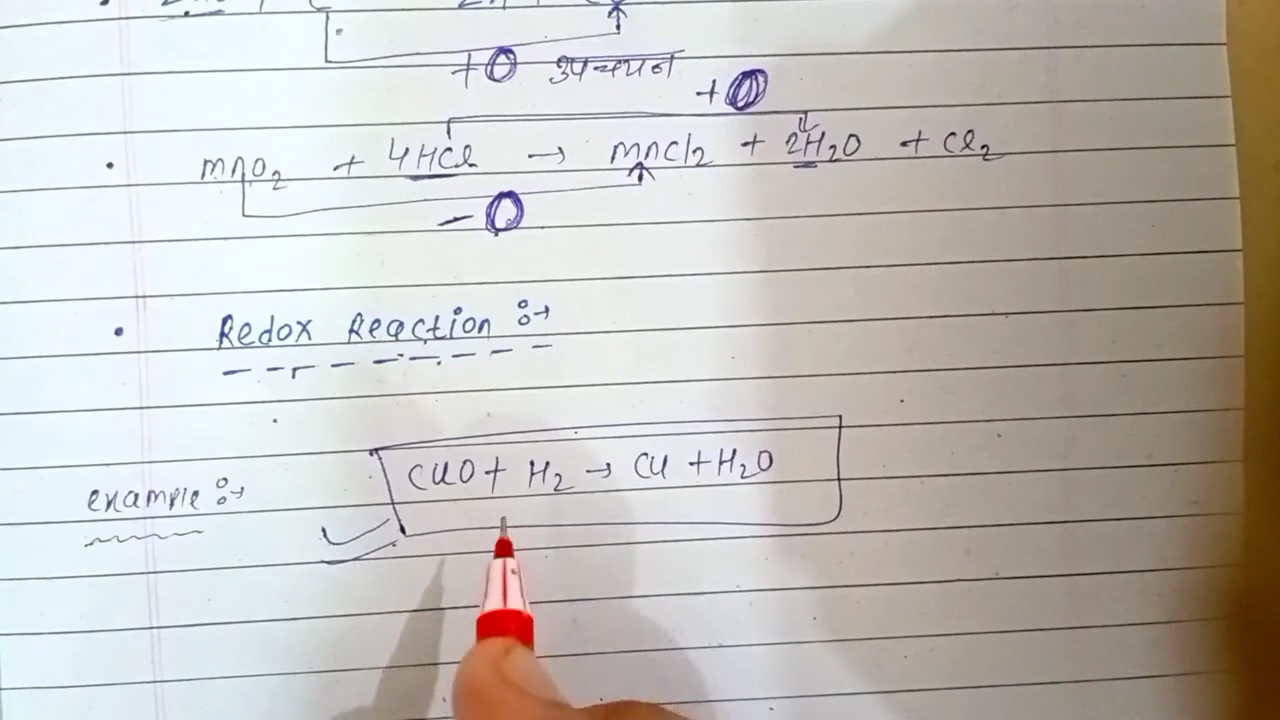 +O उपचयन
+O
• MnO2 + 4HCl → MnCl2 + 2H2O + Cl2
- O
• Redox Reaction :→
example :→ CuO + H2 → Cu + H2O